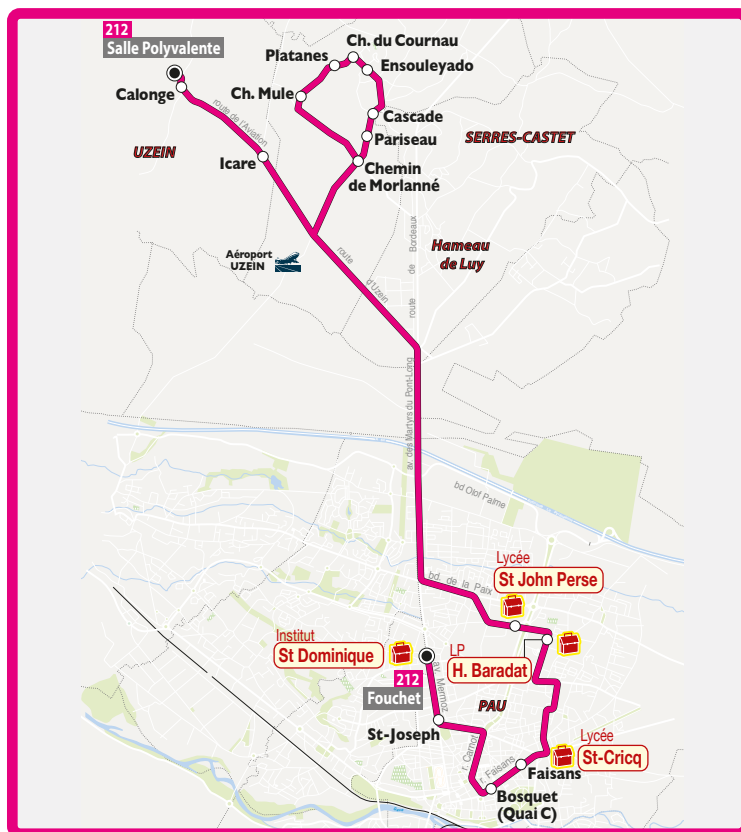 212
Salle Polyvalente
Calonge
route de l'Aviation
UZEIN
Icare
Ch. du Cournau
Platanes
Ensouleyado
Ch. Mule
Cascade
Pariseau
SERRES-CASTET
Chemin
de Morlanné
Aéroport
UZEIN
route
d'Uzein
route de Bordeaux
Hameau
de Luy
av. des Martyrs du Pont-Long
bd Olof Palme
bd. de la Paix
Lycée
St John Perse
Institut
St Dominique
LP
H. Baradat
212
Fouchet
av. Mermoz
PAU
St-Joseph
r. Carnot
r. Faisans
Lycée
St-Cricq
Faisans
Bosquet
(Quai C)